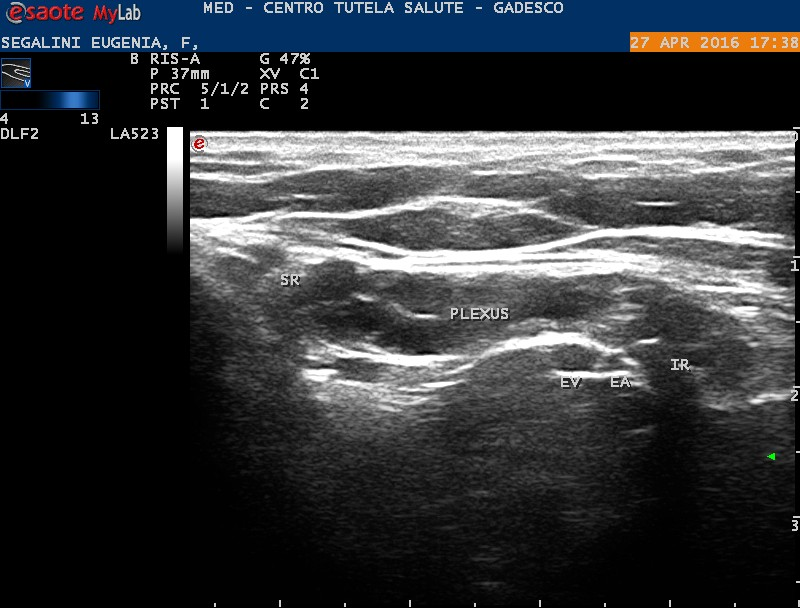 esaote MyLab
MED - CENTRO TUTELA SALUTE - GADESCO
SEGALINI EUGENIA, F,
27 APR 2016 17:38
B RIS-A G 47%
P 37mm XV C1
PRC 5/1/2 PRS 4
PST 1 C 2
V
4 13
DLF2 LA523
e
0
1
SR
PLEXUS
IR
EV EA
2
3